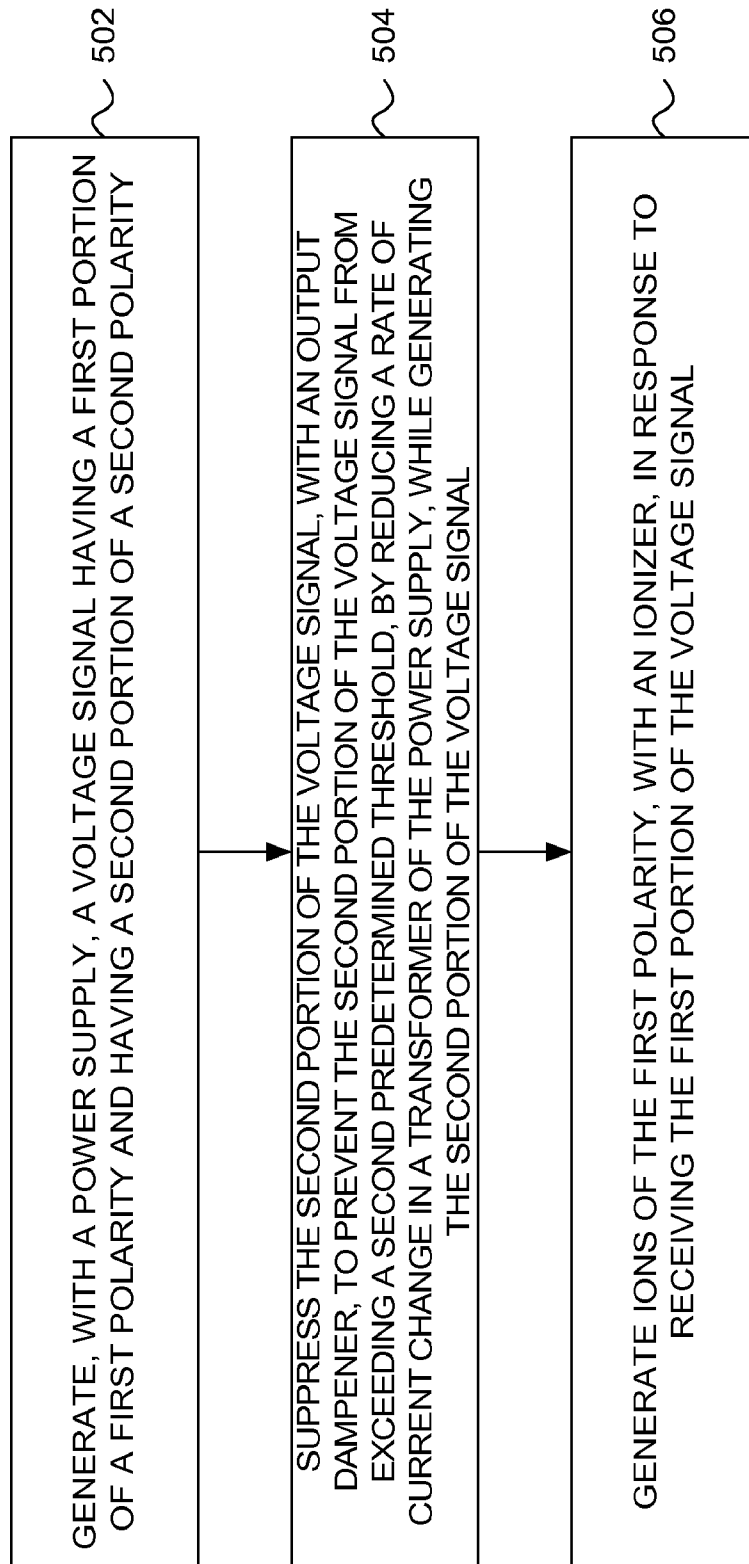 GENERATE, WITH A POWER SUPPLY, A VOLTAGE SIGNAL HAVING A FIRST PORTION
OF A FIRST POLARITY AND HAVING A SECOND PORTION OF A SECOND POLARITY
502
SUPPRESS THE SECOND PORTION OF THE VOLTAGE SIGNAL, WITH AN OUTPUT
DAMPENER, TO PREVENT THE SECOND PORTION OF THE VOLTAGE SIGNAL FROM
EXCEEDING A SECOND PREDETERMINED THRESHOLD, BY REDUCING A RATE OF
CURRENT CHANGE IN A TRANSFORMER OF THE POWER SUPPLY, WHILE GENERATING
THE SECOND PORTION OF THE VOLTAGE SIGNAL
504
GENERATE IONS OF THE FIRST POLARITY, WITH AN IONIZER, IN RESPONSE TO
RECEIVING THE FIRST PORTION OF THE VOLTAGE SIGNAL
506